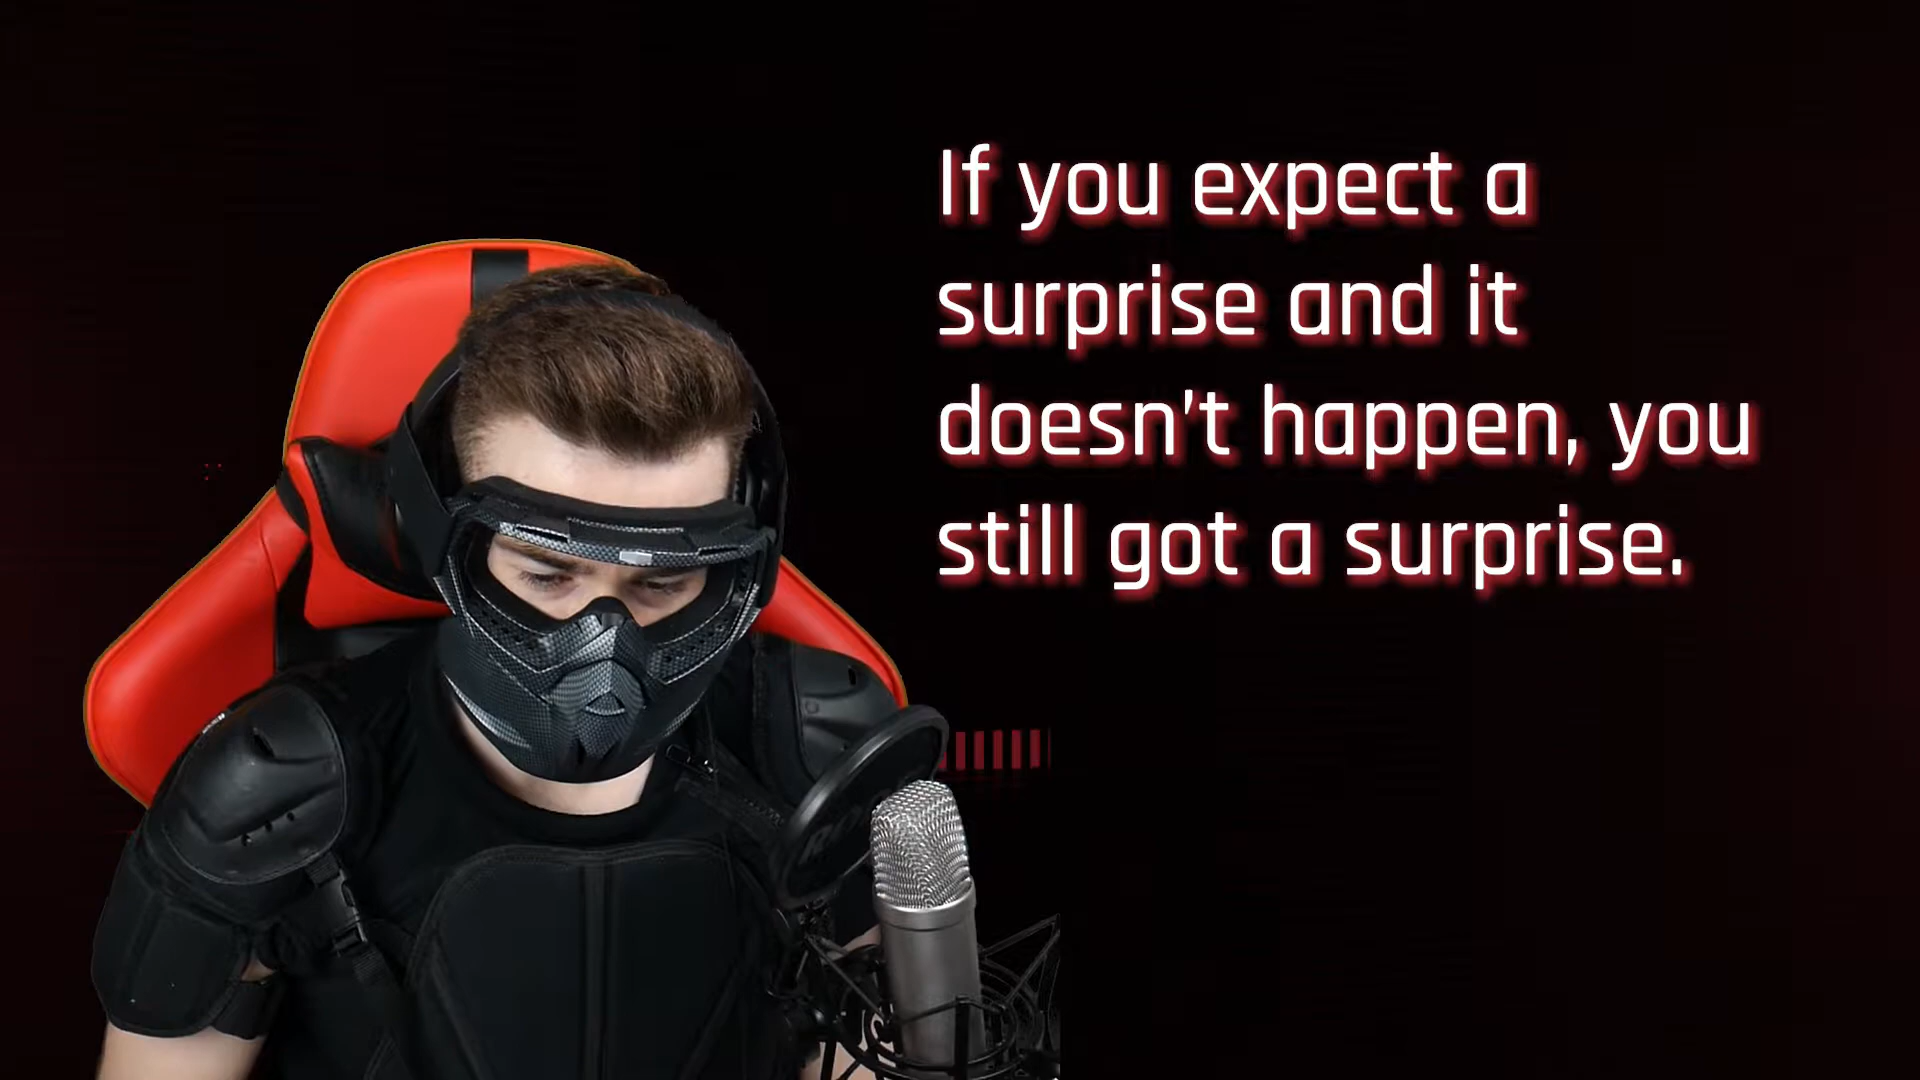 If you expect a
surprise and it
doesn't happen, you
still got a surprise.